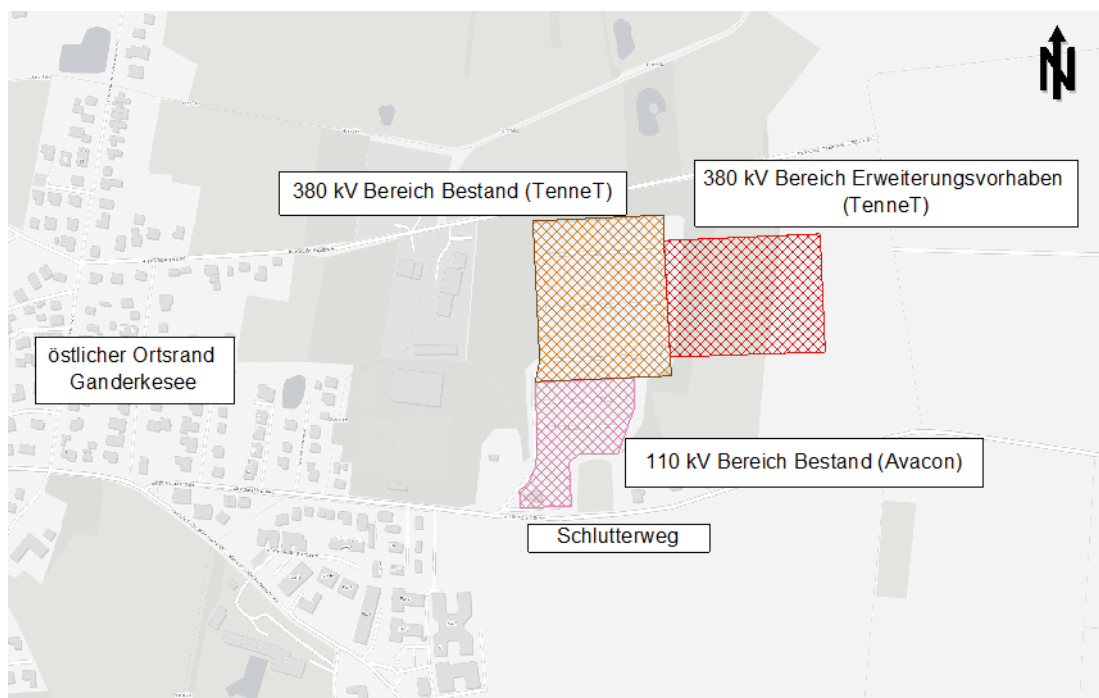 N
380 kV Bereich Bestand (TenneT)
380 kV Bereich Erweiterungsvorhaben
(TenneT)
östlicher Ortsrand
Ganderkesee
110 kV Bereich Bestand (Avacon)
Schlutterweg